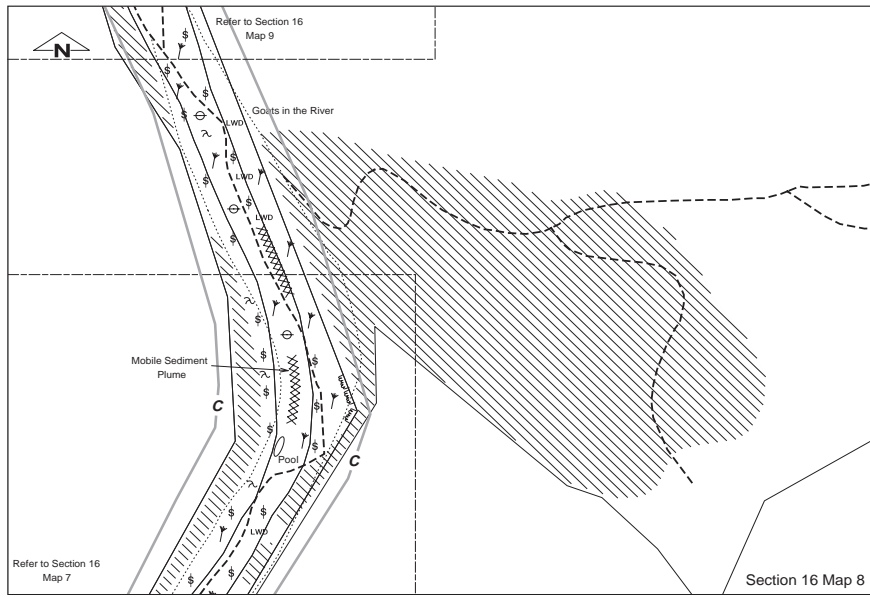 Refer to Section 16
Map 9
N
Goats in the River
LWD
LWD
LWD
Mobile Sediment
Plume
C
C
Pool
LWD
Refer to Section 16
Map 7
Section 16 Map 8